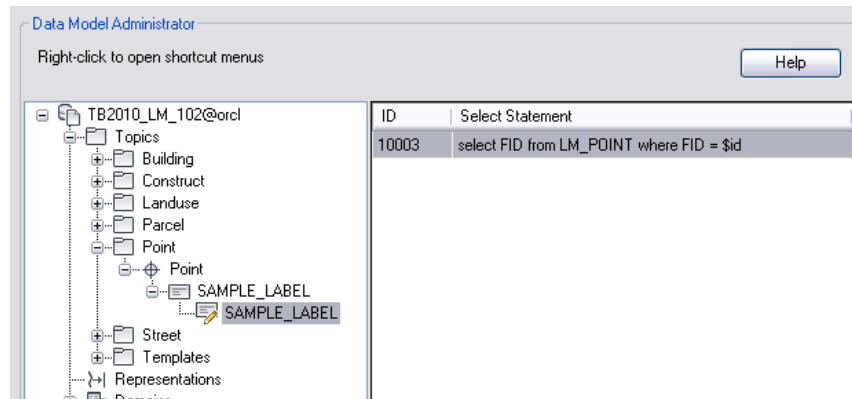 Data Model Administrator
Right-click to open shortcut menus
Help
TB2010_LM_102@orcl
Topics
Building
Construct
Landuse
Parcel
Point
Point
SAMPLE_LABEL
SAMPLE_LABEL
Street
Templates
Representations
Domains
ID Select Statement
10003 select FID from LM_POINT where FID = $id